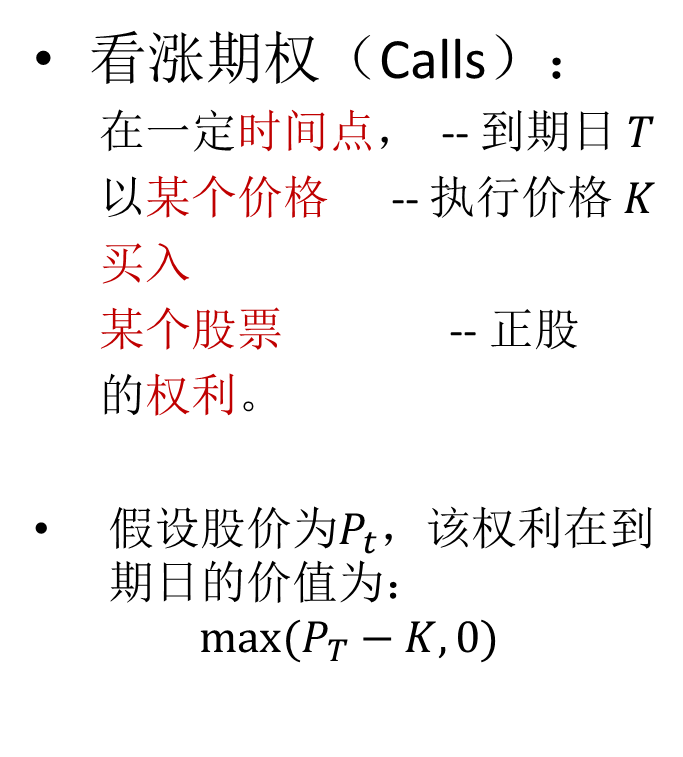 • 看涨期权（Calls）：
在一定时间点， -- 到期日 T
以某个价格 -- 执行价格 K
买入
某个股票 -- 正股
的权利。
• 假设股价为P_t，该权利在到
期日的价值为：
max(P_T − K, 0)